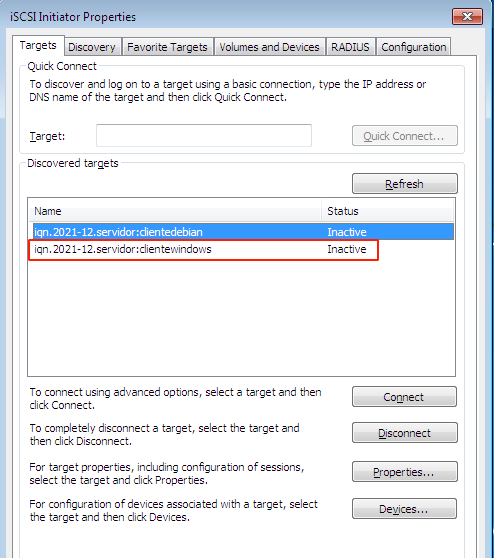 iSCSI Initiator Properties
Targets Discovery Favorite Targets Volumes and Devices RADIUS Configuration
Quick Connect
To discover and log on to a target using a basic connection, type the IP address or
DNS name of the target and then click Quick Connect.
Target: Quick Connect...
Discovered targets
Refresh
Name Status
iqn.2021-12.servidor:clientedebian Inactive
iqn.2021-12.servidor:clientewindows Inactive
To connect using advanced options, select a target and then
click Connect.
Connect
To completely disconnect a target, select the target and
then click Disconnect.
Disconnect
For target properties, including configuration of sessions,
select the target and click Properties.
Properties...
For configuration of devices associated with a target, select
the target and then click Devices.
Devices...